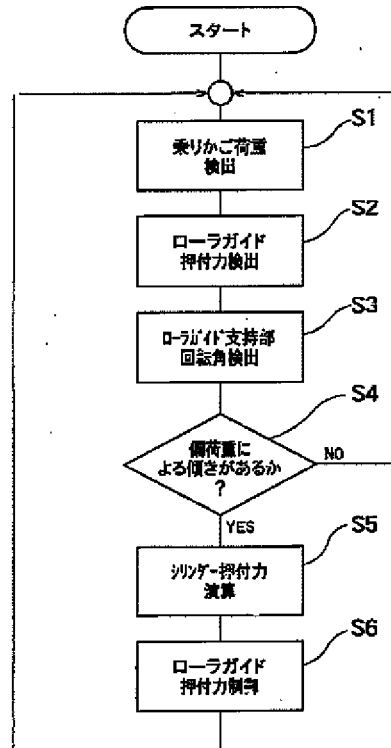 スタート
S1
乗りかご荷重
検出
S2
ローラガイド
押付力検出
S3
ローラガイド支持部
回転角検出
S4
偏荷重に
よる傾きがあるか
?
NO
YES
S5
シリンダー押付力
演算
S6
ローラガイド
押付力制御